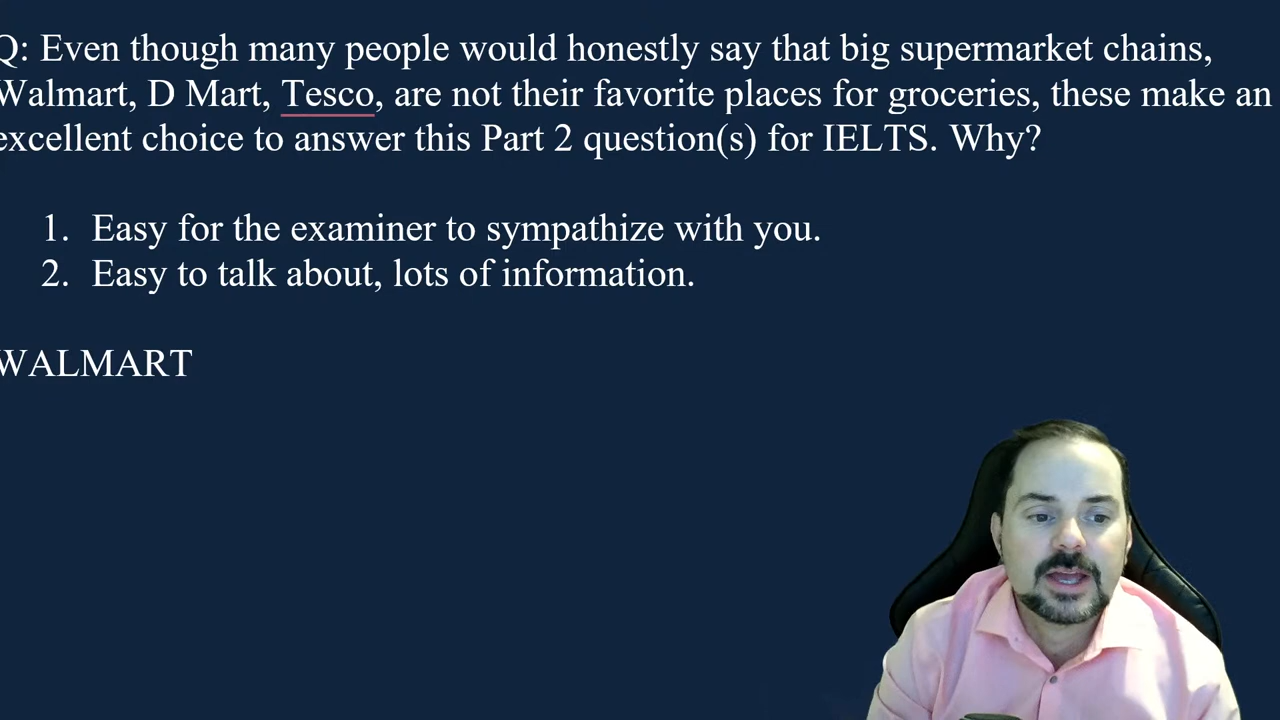 Q: Even though many people would honestly say that big supermarket chains,
Walmart, D Mart, Tesco, are not their favorite places for groceries, these make an
excellent choice to answer this Part 2 question(s) for IELTS. Why?
1. Easy for the examiner to sympathize with you.
2. Easy to talk about, lots of information.
WALMART